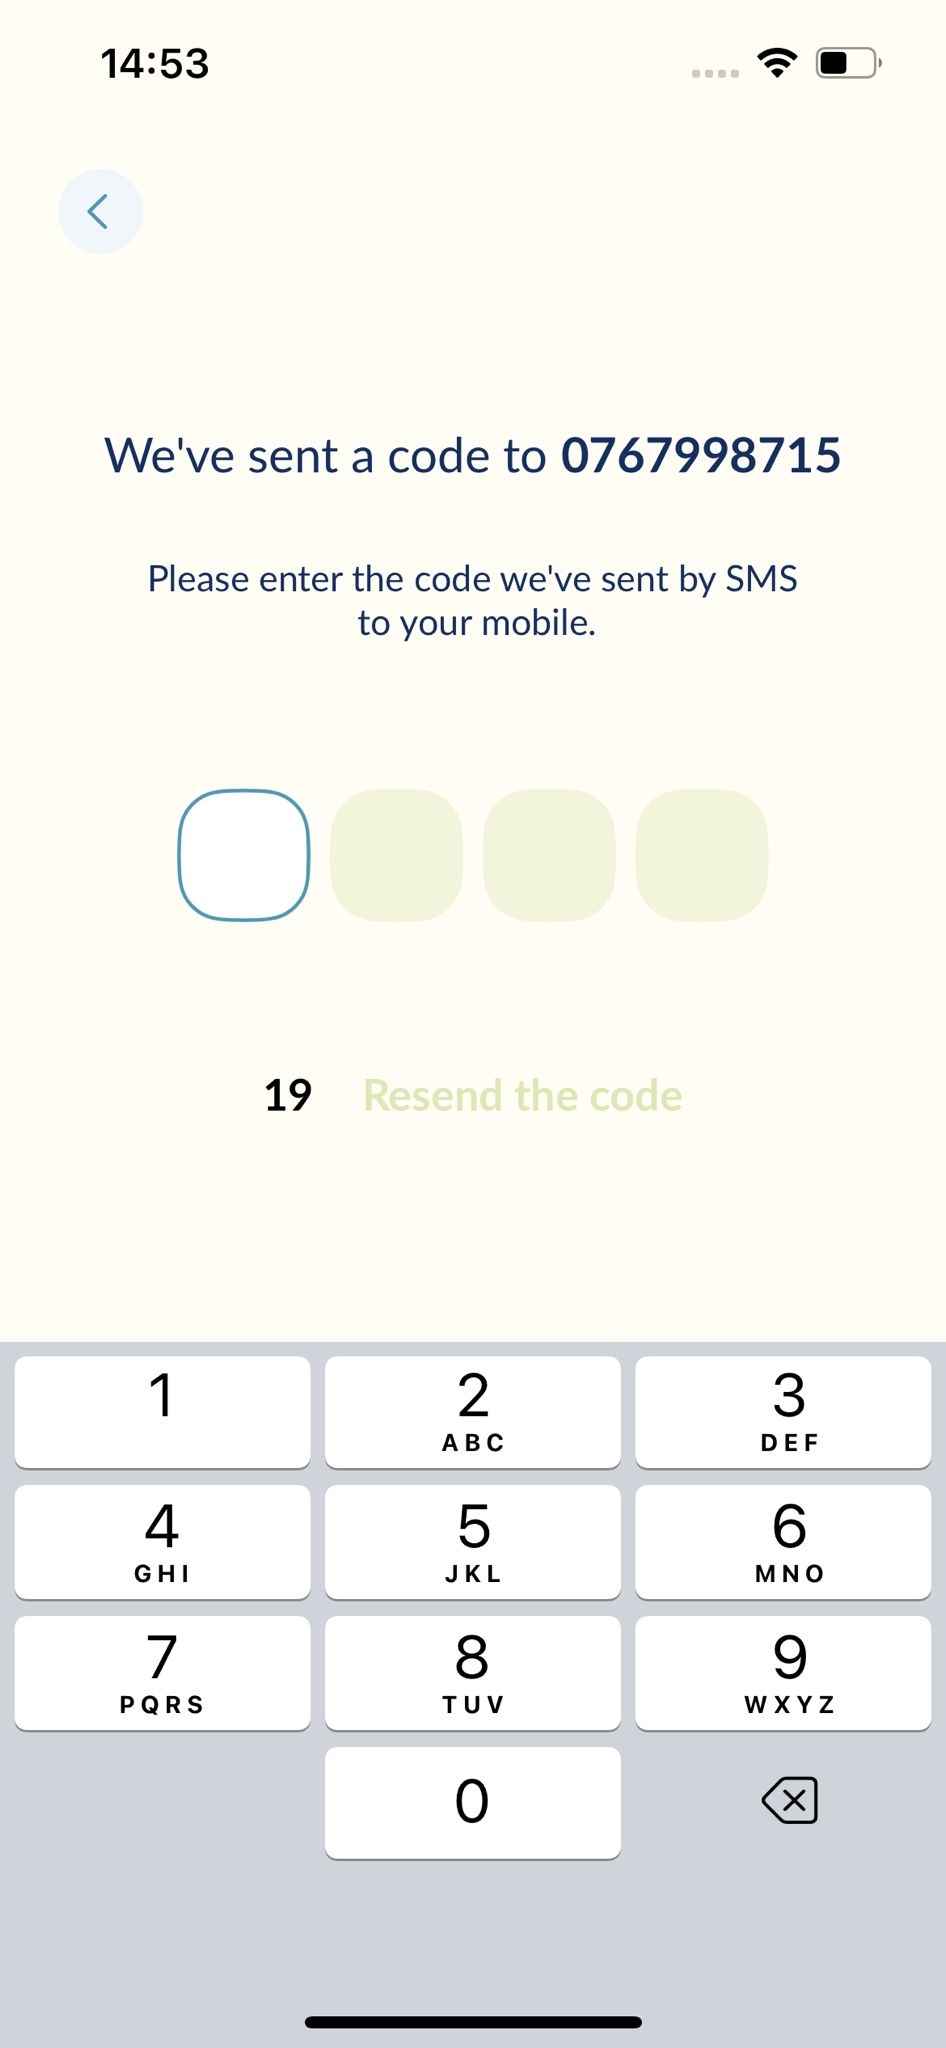 14:53
We've sent a code to 0767998715
Please enter the code we've sent by SMS
to your mobile.
19 Resend the code
1 2 3
ABC DEF
4 5 6
GHI JKL MNO
7 8 9
PQRS TUV WXYZ
0